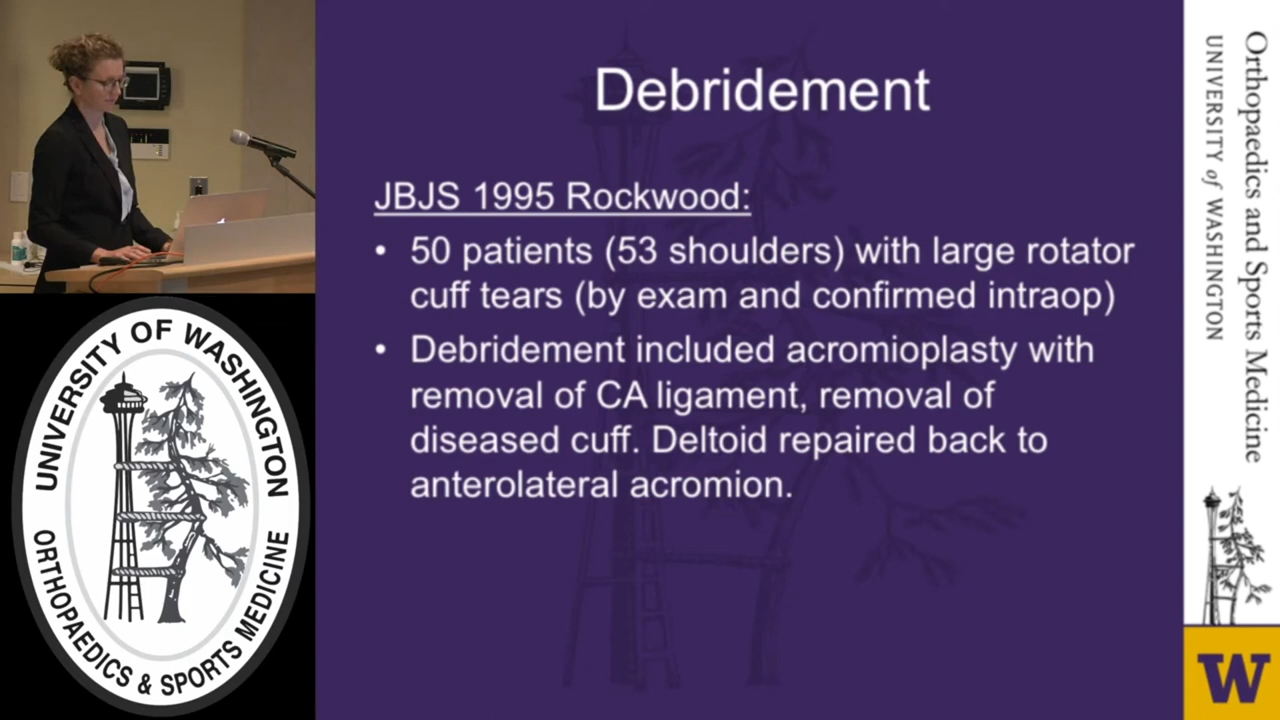 Debridement
JBJS 1995 Rockwood:
• 50 patients (53 shoulders) with large rotator
cuff tears (by exam and confirmed intraop)
• Debridement included acromioplasty with
removal of CA ligament, removal of
diseased cuff. Deltoid repaired back to
anterolateral acromion.
UNIVERSITY OF WASHINGTON
ORTHOPAEDICS & SPORTS MEDICINE
Orthopaedics and Sports Medicine
UNIVERSITY of WASHINGTON
W